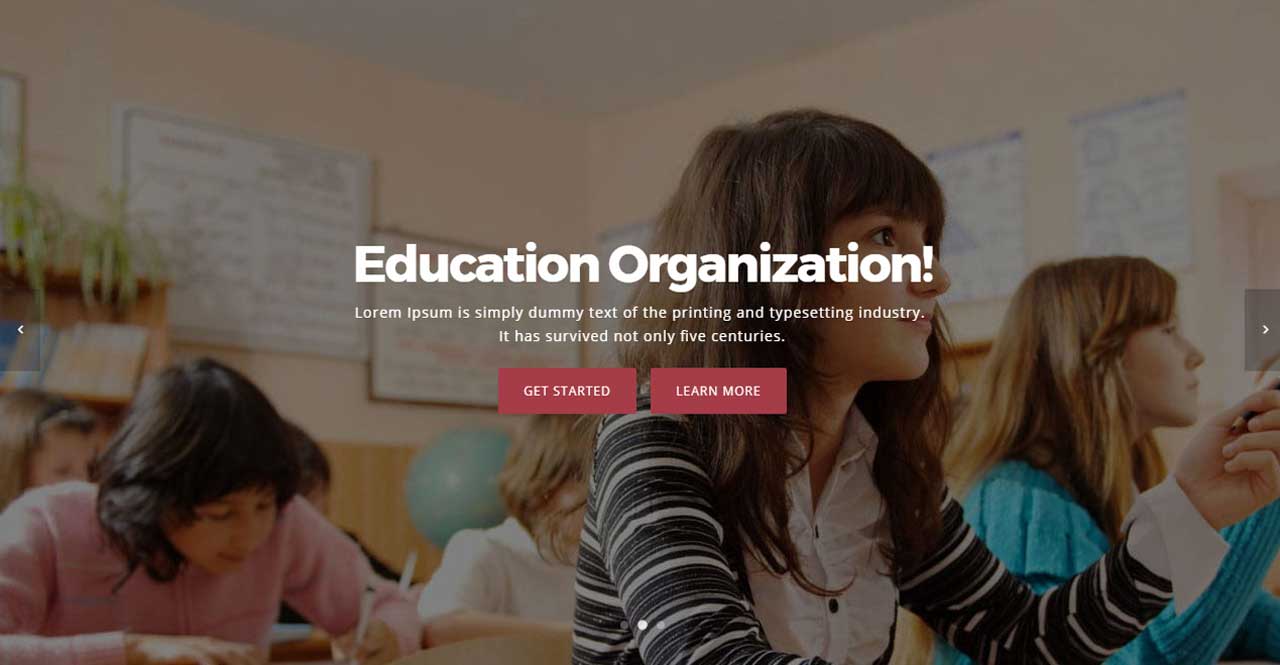 Education Organization!
Lorem Ipsum is simply dummy text of the printing and typesetting industry.
It has survived not only five centuries.
GET STARTED
LEARN MORE